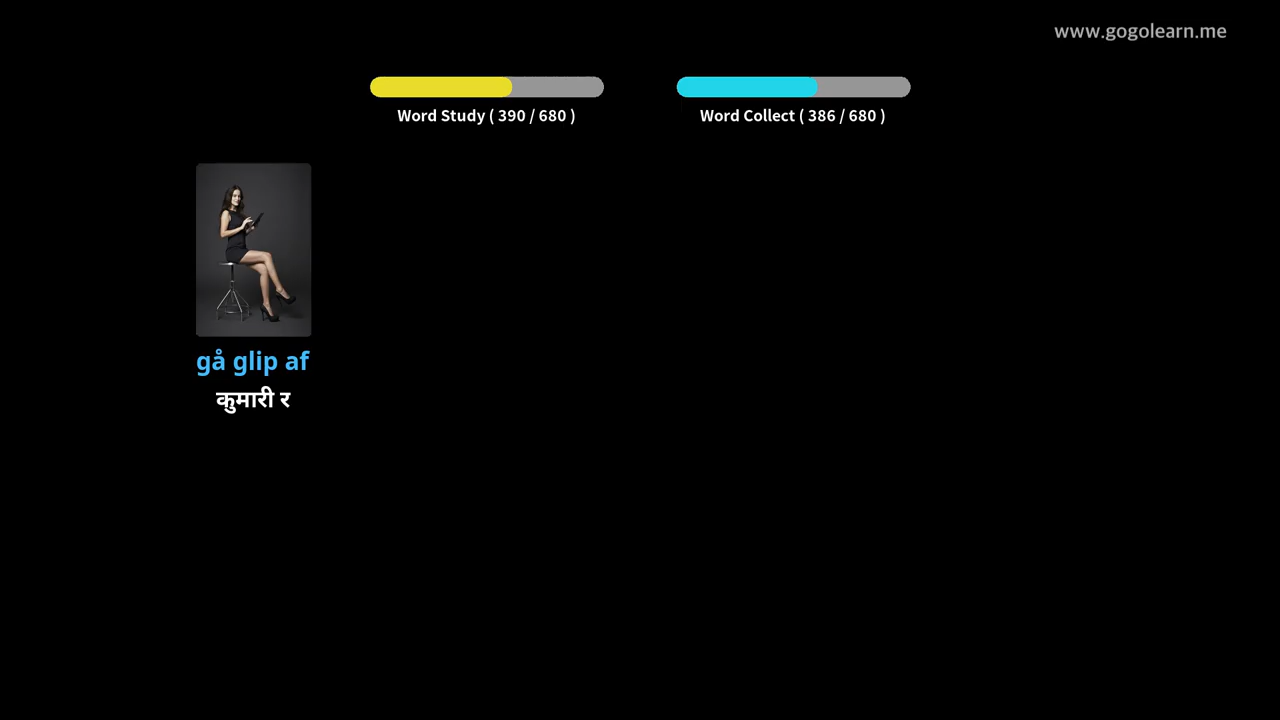 www.gogolearn.me
Word Study ( 390 / 680 )
Word Collect ( 386 / 680 )
gå glip af
कुमारी र